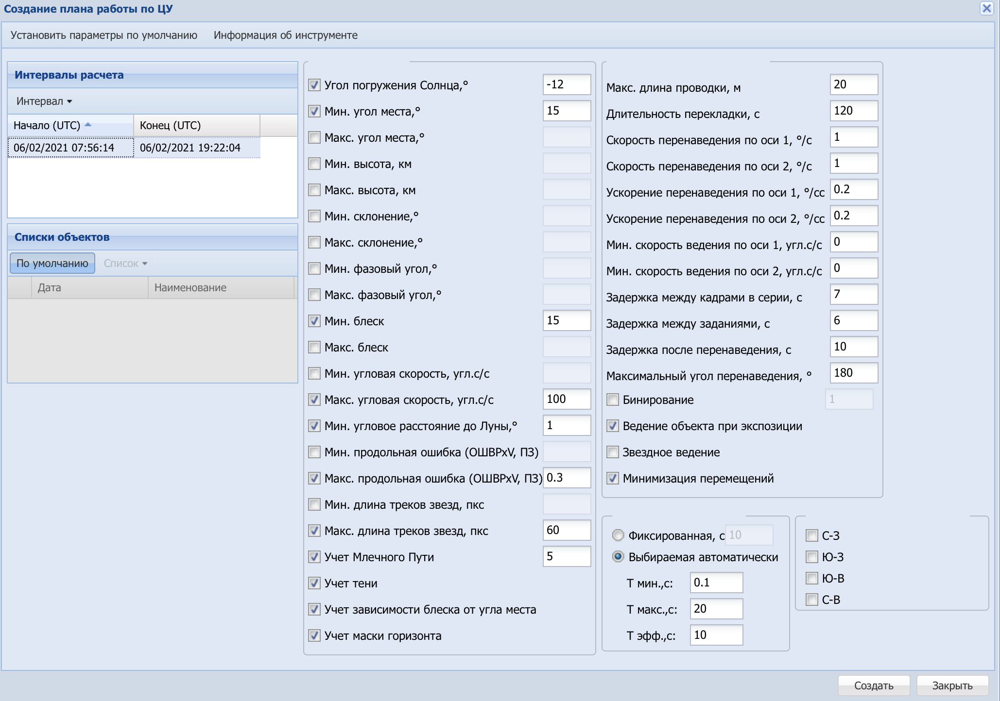 Создание плана работы по ЦУ
Установить параметры по умолчанию Информация об инструменте
Интервалы расчета
Интервал
Начало (UTC) Конец (UTC)
06/02/2021 07:56:14 06/02/2021 19:22:04
Списки объектов
По умолчанию Список
Дата Наименование
Угол погружения Солнца,° -12
Мин. угол места,° 15
Макс. угол места,°
Мин. высота, км
Макс. высота, км
Мин. склонение,°
Макс. склонение,°
Мин. фазовый угол,°
Макс. фазовый угол,°
Мин. блеск 15
Макс. блеск
Мин. угловая скорость, угл.с/с
Макс. угловая скорость, угл.с/с 100
Мин. угловое расстояние до Луны,° 1
Мин. продольная ошибка (ОШВРxV, ПЗ)
Макс. продольная ошибка (ОШВРxV, ПЗ) 0.3
Мин. длина треков звезд, пкс
Макс. длина треков звезд, пкс 60
Учет Млечного Пути 5
Учет тени
Учет зависимости блеска от угла места
Учет маски горизонта
Макс. длина проводки, м 20
Длительность перекладки, с 120
Скорость перенаведения по оси 1, °/с 1
Скорость перенаведения по оси 2, °/с 1
Ускорение перенаведения по оси 1, °/сс 0.2
Ускорение перенаведения по оси 2, °/сс 0.2
Мин. скорость ведения по оси 1, угл.с/с 0
Мин. скорость ведения по оси 2, угл.с/с 0
Задержка между кадрами в серии, с 7
Задержка между заданиями, с 6
Задержка после перенаведения, с 10
Максимальный угол перенаведения, ° 180
Бинирование 1
Ведение объекта при экспозиции
Звездное ведение
Минимизация перемещений
Фиксированная, с 10
Выбираемая автоматически
Т мин.,с: 0.1
Т макс.,с: 20
Т эфф.,с: 10
С-З
Ю-З
Ю-В
С-В
Создать Закрыть